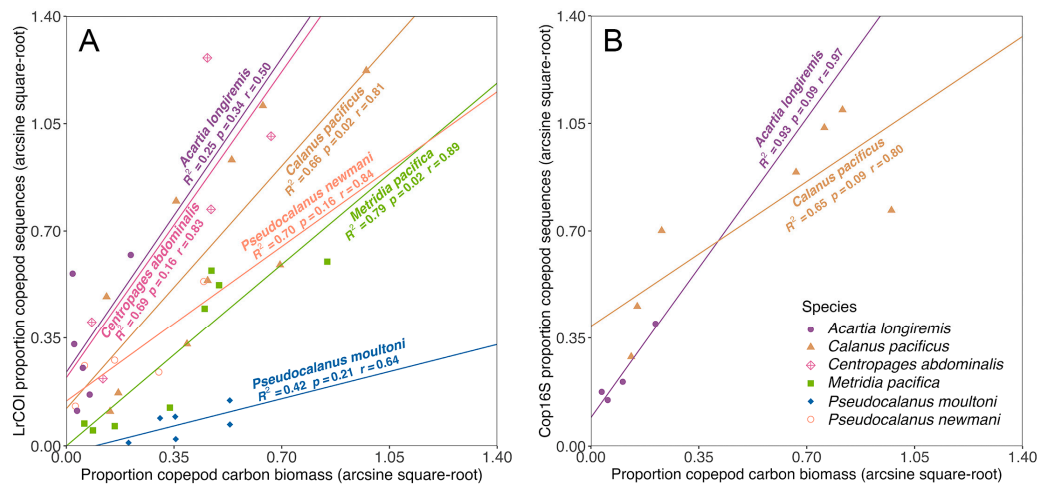 A
LrCOI proportion copepod sequences (arcsine square-root)
1.40
1.05
0.70
0.35
0.00
Acartia longiremis
R² = 0.25 p = 0.34 r = 0.50
Centropages abdominalis
R² = 0.69 p = 0.16 r = 0.83
Calanus pacificus
R² = 0.66 p = 0.02 r = 0.81
Pseudocalanus newmani
R² = 0.70 p = 0.16 r = 0.84
Metridia pacifica
R² = 0.79 p = 0.02 r = 0.89
Pseudocalanus moultoni
R² = 0.42 p = 0.21 r = 0.64
0.00 0.35 0.70 1.05 1.40
Proportion copepod carbon biomass (arcsine square-root)
B
Cop16S proportion copepod sequences (arcsine square-root)
1.40
1.05
0.70
0.35
0.00
Acartia longiremis
R² = 0.93 p = 0.09 r = 0.97
Calanus pacificus
R² = 0.65 p = 0.09 r = 0.80
Species
Acartia longiremis
Calanus pacificus
Centropages abdominalis
Metridia pacifica
Pseudocalanus moultoni
Pseudocalanus newmani
0.00 0.35 0.70 1.05 1.40
Proportion copepod carbon biomass (arcsine square-root)